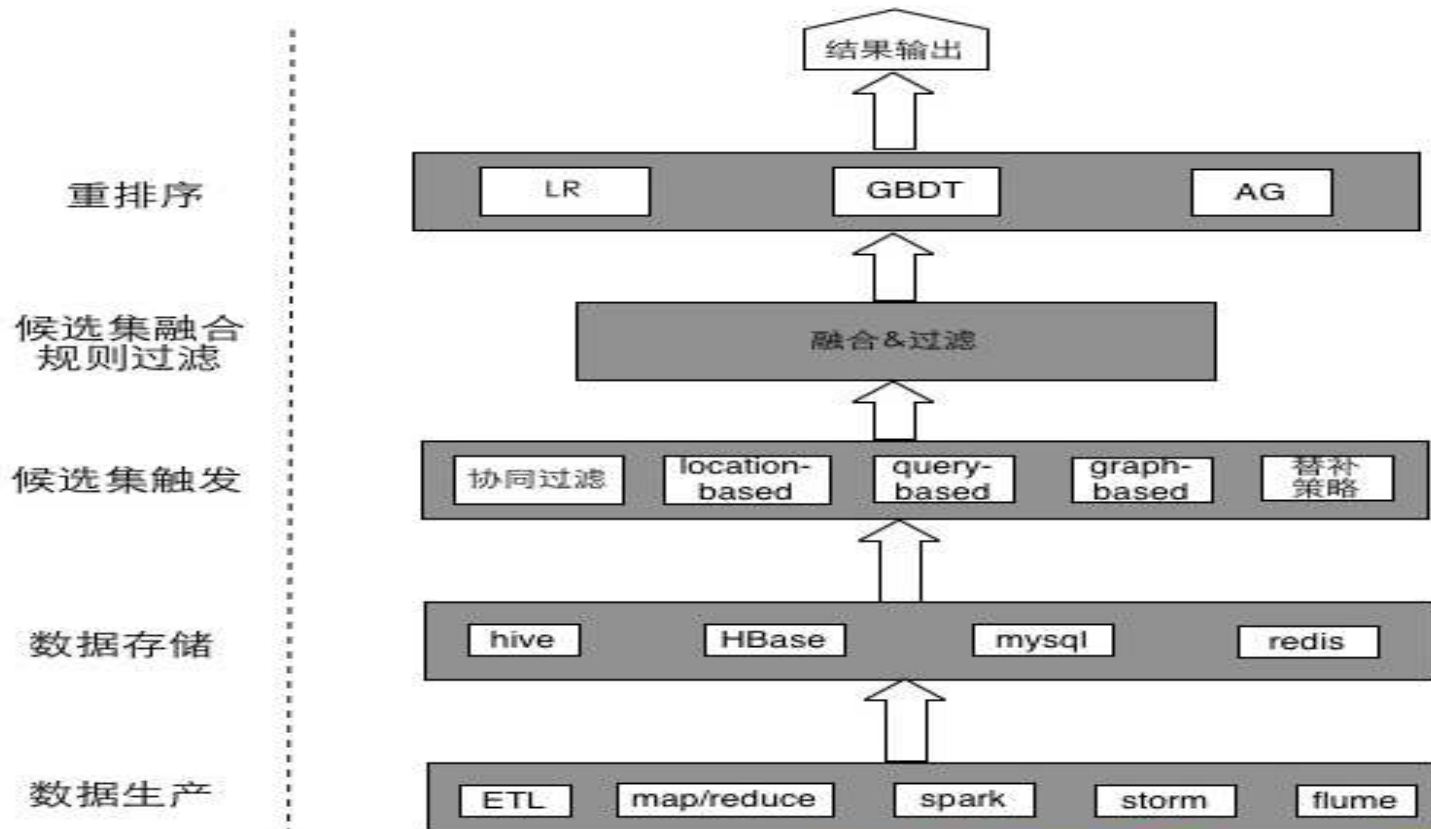 结果输出
重排序
LR
GBDT
AG
候选集融合
规则过滤
融合&过滤
候选集触发
协同过滤
location-
based
query-
based
graph-
based
替补
策略
数据存储
hive
HBase
mysql
redis
数据生产
ETL
map/reduce
spark
storm
flume